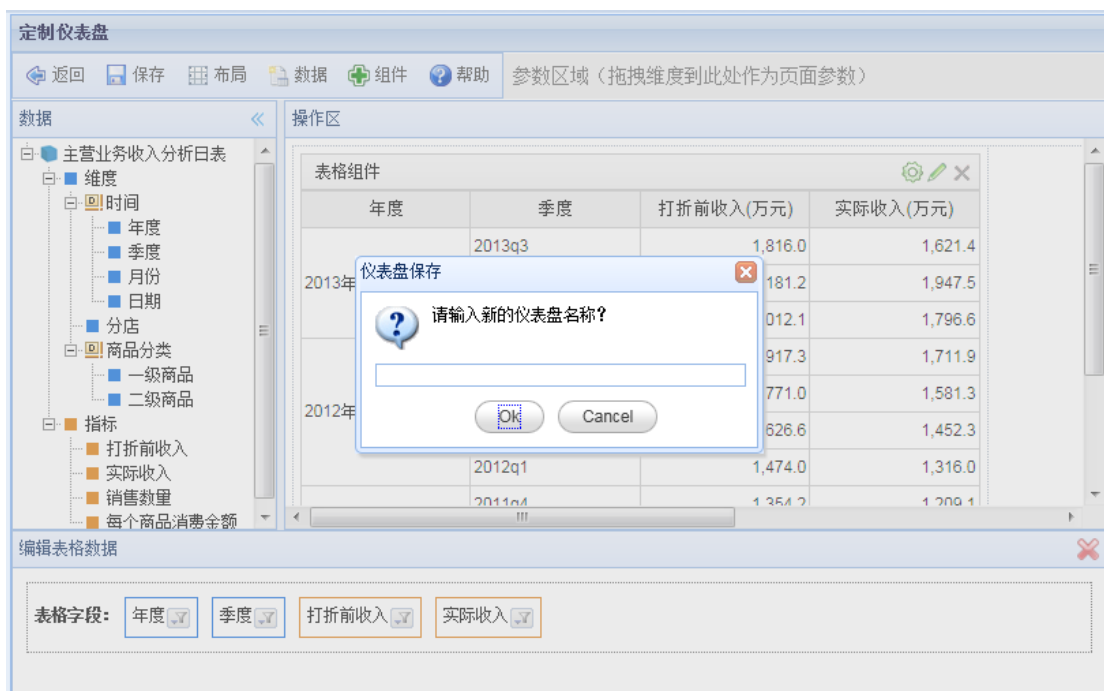 定制仪表盘
返回 保存 布局 数据 组件 帮助 参数区域（拖拽维度到此处作为页面参数）
数据
主营业务收入分析日表
维度
时间
年度
季度
月份
日期
分店
商品分类
一级商品
二级商品
指标
打折前收入
实际收入
销售数量
每个商品消费金额
操作区
表格组件
年度 季度 打折前收入(万元) 实际收入(万元)
2013q3 1,816.0 1,621.4
2013年 181.2 1,947.5
012.1 1,796.6
917.3 1,711.9
771.0 1,581.3
2012年 626.6 1,452.3
2012q1 1,474.0 1,316.0
2011q4 1,354.2 1,209.1
仪表盘保存
请输入新的仪表盘名称?
Ok Cancel
编辑表格数据
表格字段: 年度 季度 打折前收入 实际收入